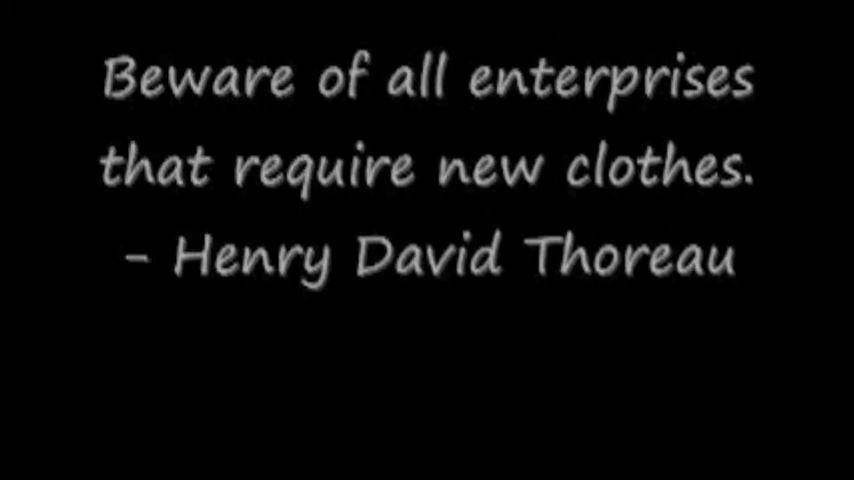 Beware of all enterprises
that require new clothes.
- Henry David Thoreau